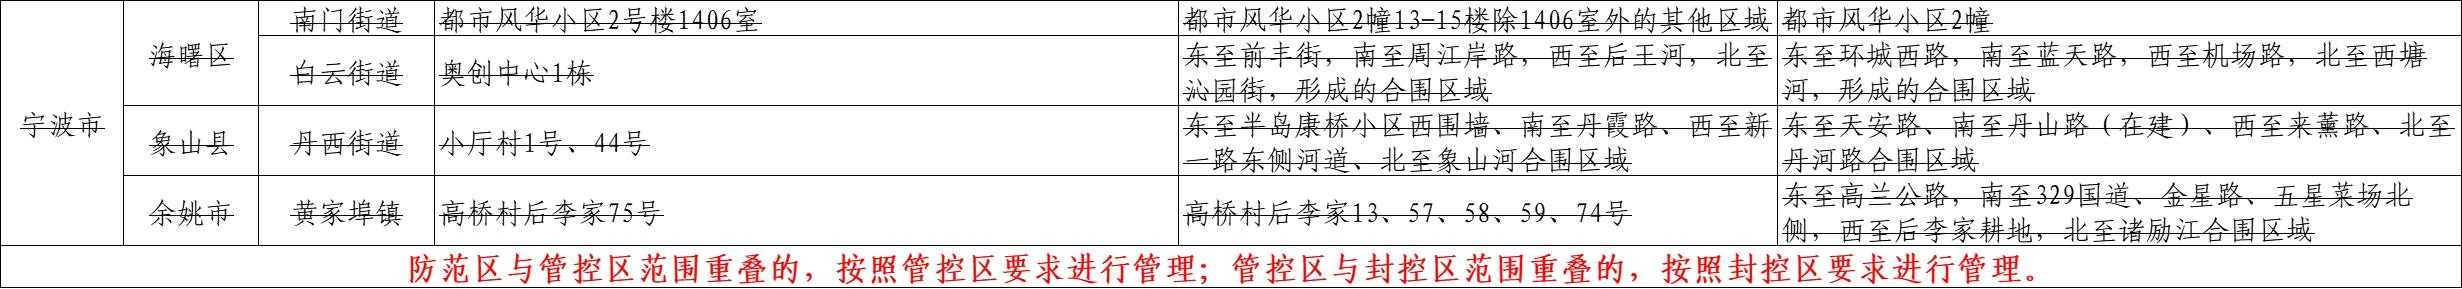 宁波市
海曙区
南门街道
都市风华小区2号楼1406室
都市风华小区2幢13-15楼除1406室外的其他区域
都市风华小区2幢
白云街道
奥创中心1栋
东至前丰街，南至周江岸路，西至后王河，北至
沁园街，形成的合围区域
东至环城西路，南至蓝天路，西至机场路，北至西塘
河，形成的合围区域
象山县
丹西街道
小厅村1号、44号
东至半岛康桥小区西围墙、南至丹霞路、西至新
一路东侧河道、北至象山河合围区域
东至天安路、南至丹山路（在建）、西至来薰路、北至
丹河路合围区域
余姚市
黄家埠镇
高桥村后李家75号
高桥村后李家13、57、58、59、74号
东至高兰公路，南至329国道、金星路、五星菜场北
侧，西至后李家耕地，北至诸励江合围区域
防范区与管控区范围重叠的，按照管控区要求进行管理；管控区与封控区范围重叠的，按照封控区要求进行管理。